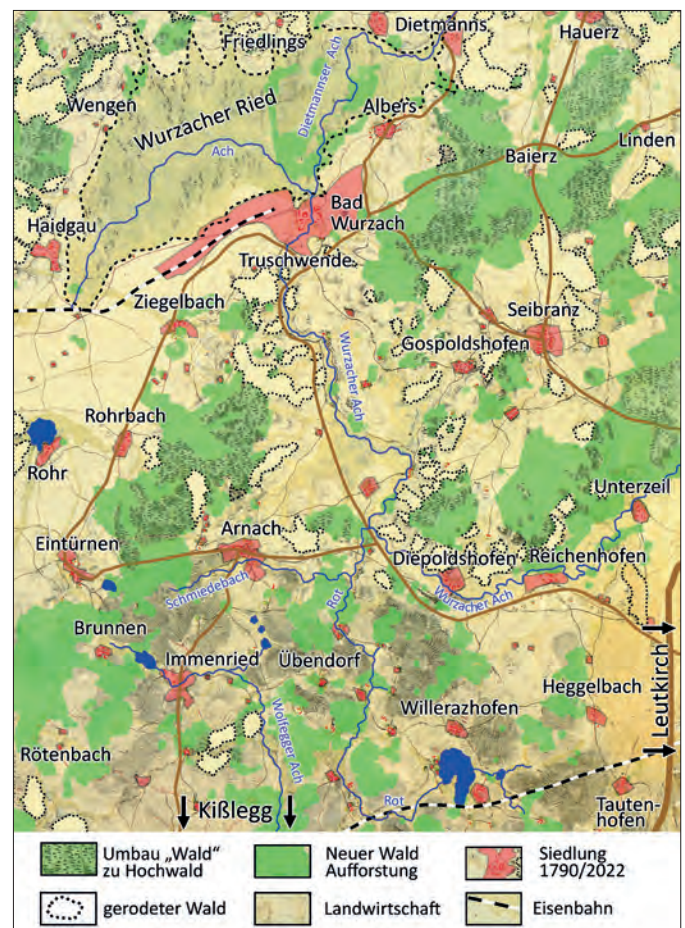 Friedlings
Dietmanns
Hauerz
Wengen
Wurzacher Ried
Dietmannser Ach
Albers
Linden
Ach
Baierz
Haidgau
Bad
Wurzach
Truschwende
Ziegelbach
Seibranz
Gospoldshofen
Wurzacher Ach
Rohrbach
Rohr
Unterzeil
Eintürnen
Arnach
Diepoldshofen
Reichenhofen
Schmiedebach
Rot
Wurzacher Ach
Brunnen
Immenried
Übendorf
Leutkirch
Wolfegger Ach
Willerazhofen
Heggelbach
Rötenbach
Rot
Kißlegg
Tauten-
hofen
Umbau „Wald“
zu Hochwald
Neuer Wald
Aufforstung
Siedlung
1790/2022
gerodeter Wald
Landwirtschaft
Eisenbahn